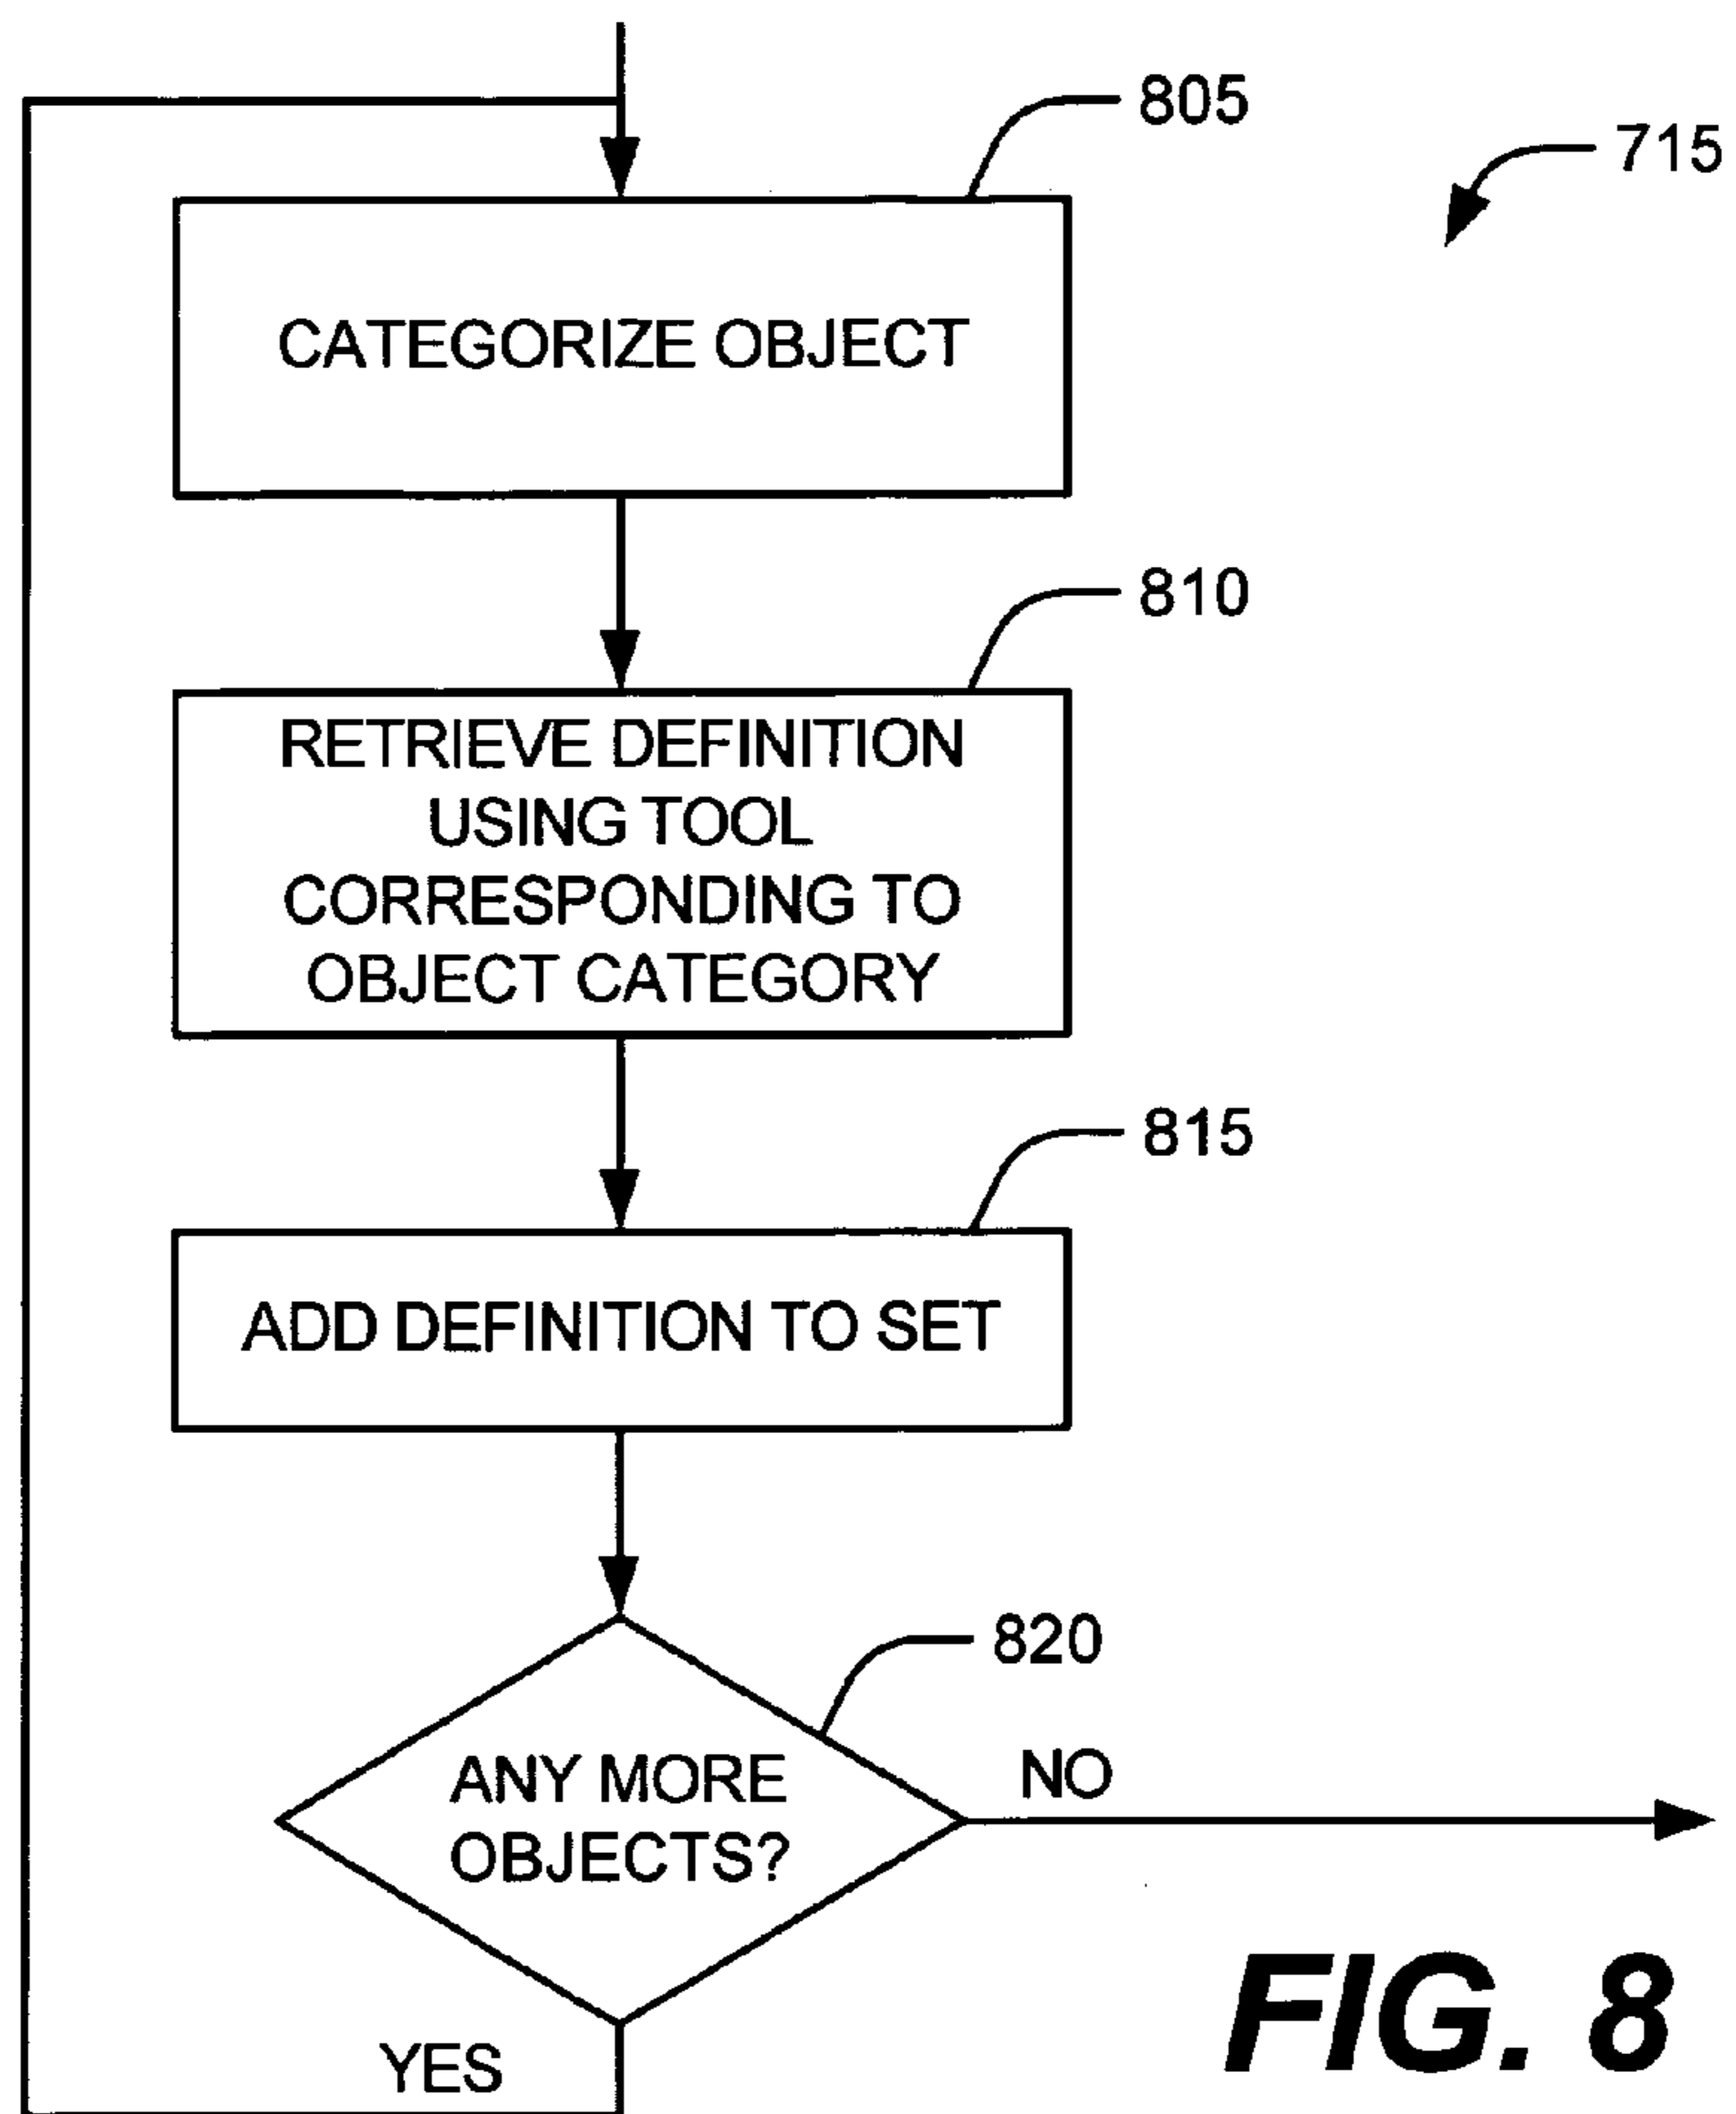 805
715
CATEGORIZE OBJECT
810
RETRIEVE DEFINITION
USING TOOL
CORRESPONDING TO
OBJECT CATEGORY
815
ADD DEFINITION TO SET
820
ANY MORE
OBJECTS?
NO
YES
FIG. 8